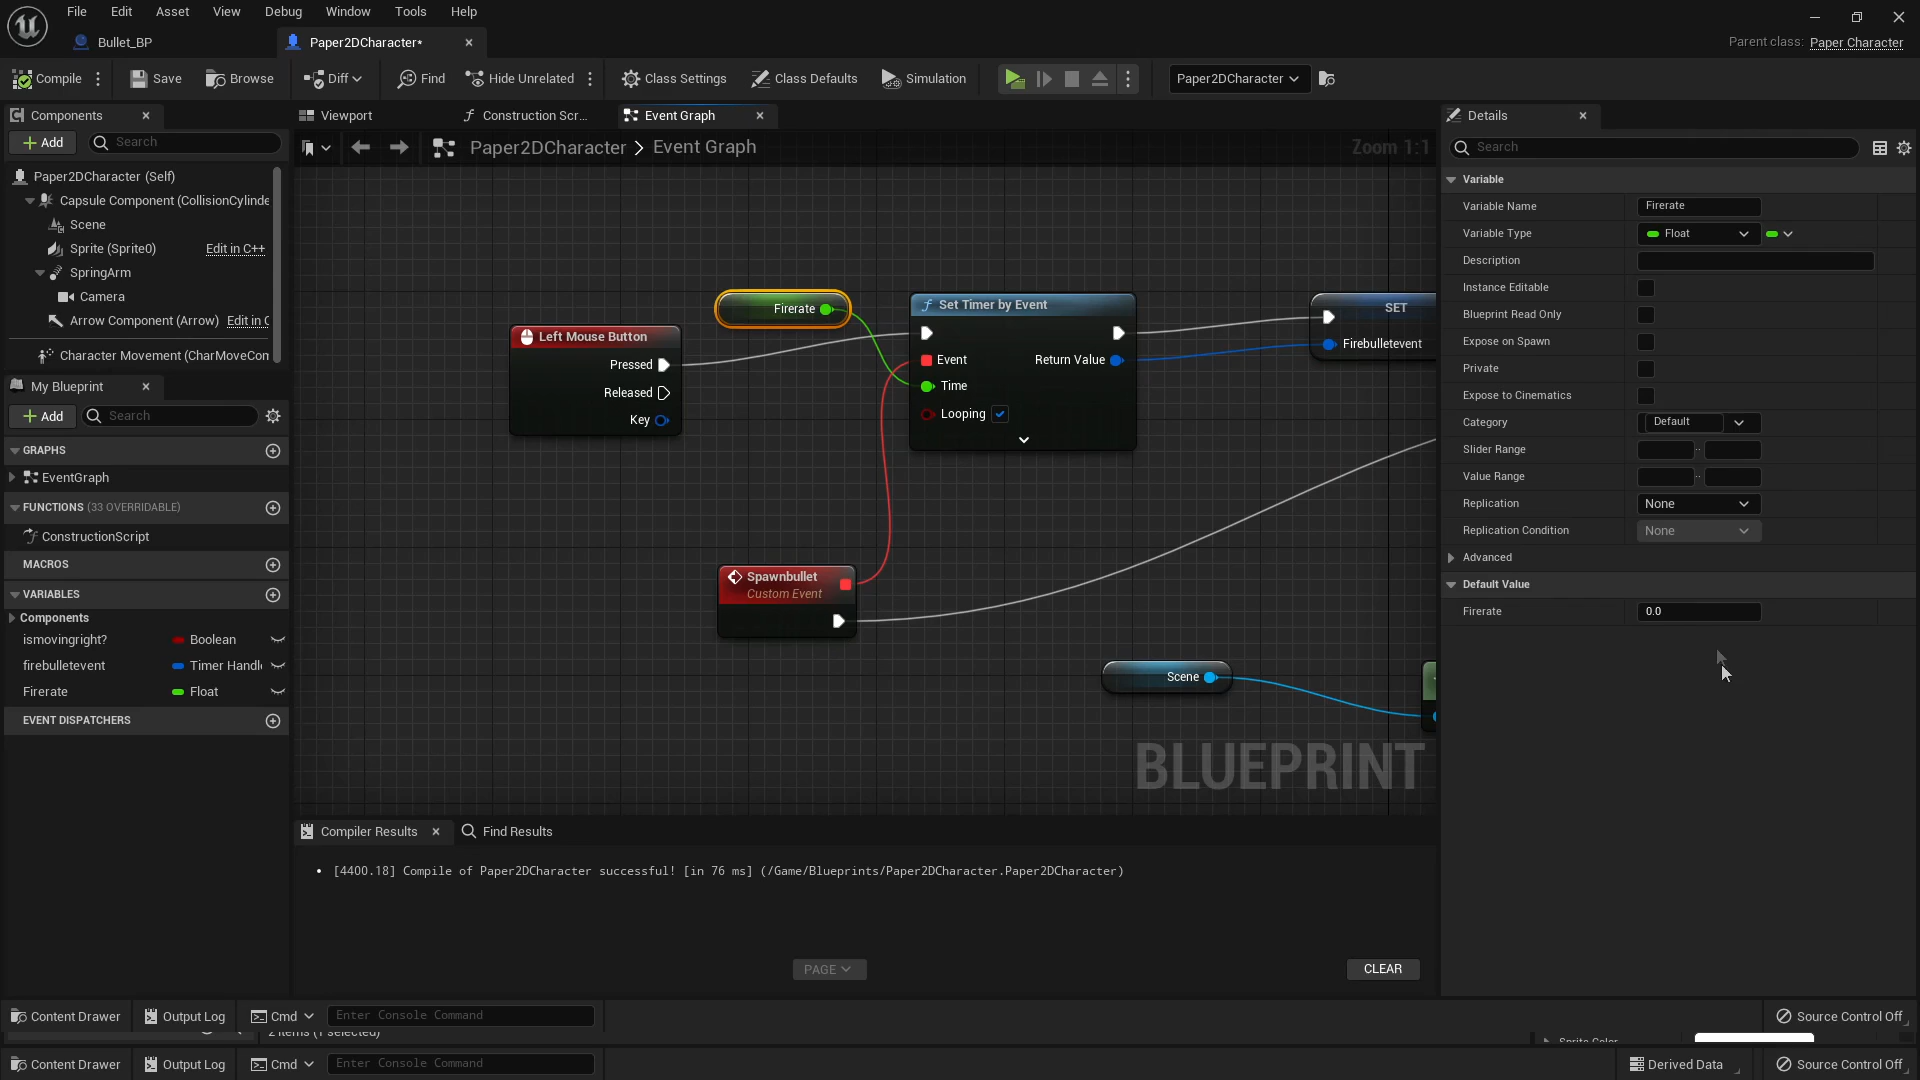 File Edit Asset View Debug Window Tools Help
Bullet_BP
Paper2DCharacter*
Parent class: Paper Character
Compile Save Browse Diff Find Hide Unrelated Class Settings Class Defaults Simulation Paper2DCharacter
Components
Add Search
Paper2DCharacter (Self)
Capsule Component (CollisionCylinde
Scene
Sprite (Sprite0) Edit in C++
SpringArm
Camera
Arrow Component (Arrow) Edit in C
Character Movement (CharMoveCon
My Blueprint
Add Search
GRAPHS
EventGraph
FUNCTIONS (33 OVERRIDABLE)
ConstructionScript
MACROS
VARIABLES
Components
ismovingright? Boolean
firebulletevent Timer Handl
Firerate Float
EVENT DISPATCHERS
Viewport Construction Scr... Event Graph
Paper2DCharacter > Event Graph
Zoom 1:1
Firerate
Left Mouse Button
Pressed
Released
Key
Set Timer by Event
Event Return Value
Time
Looping
SET
Firebulletevent
Spawnbullet
Custom Event
Scene
BLUEPRINT
Compiler Results Find Results
[4400.18] Compile of Paper2DCharacter successful! [in 76 ms] (/Game/Blueprints/Paper2DCharacter.Paper2DCharacter)
PAGE
CLEAR
Details
Search
Variable
Variable Name Firerate
Variable Type Float
Description
Instance Editable
Blueprint Read Only
Expose on Spawn
Private
Expose to Cinematics
Category Default
Slider Range
Value Range
Replication None
Replication Condition None
Advanced
Default Value
Firerate 0.0
Content Drawer Output Log Cmd Enter Console Command Source Control Off
2 items (1 selected)
Sprite Color
Content Drawer Output Log Cmd Enter Console Command Derived Data Source Control Off